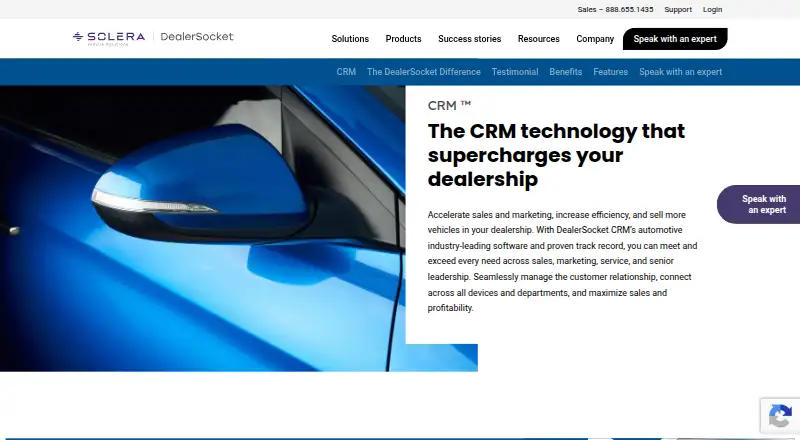 Sales – 888.655.1435 Support Login
SOLERA DealerSocket
Solutions Products Success stories Resources Company Speak with an expert
CRM The DealerSocket Difference Testimonial Benefits Features Speak with an expert
CRM ™
The CRM technology that
supercharges your
dealership
Speak with
an expert
Accelerate sales and marketing, increase efficiency, and sell more
vehicles in your dealership. With DealerSocket CRM's automotive
industry-leading software and proven track record, you can meet and
exceed every need across sales, marketing, service, and senior
leadership. Seamlessly manage the customer relationship, connect
across all devices and departments, and maximize sales and
profitability.